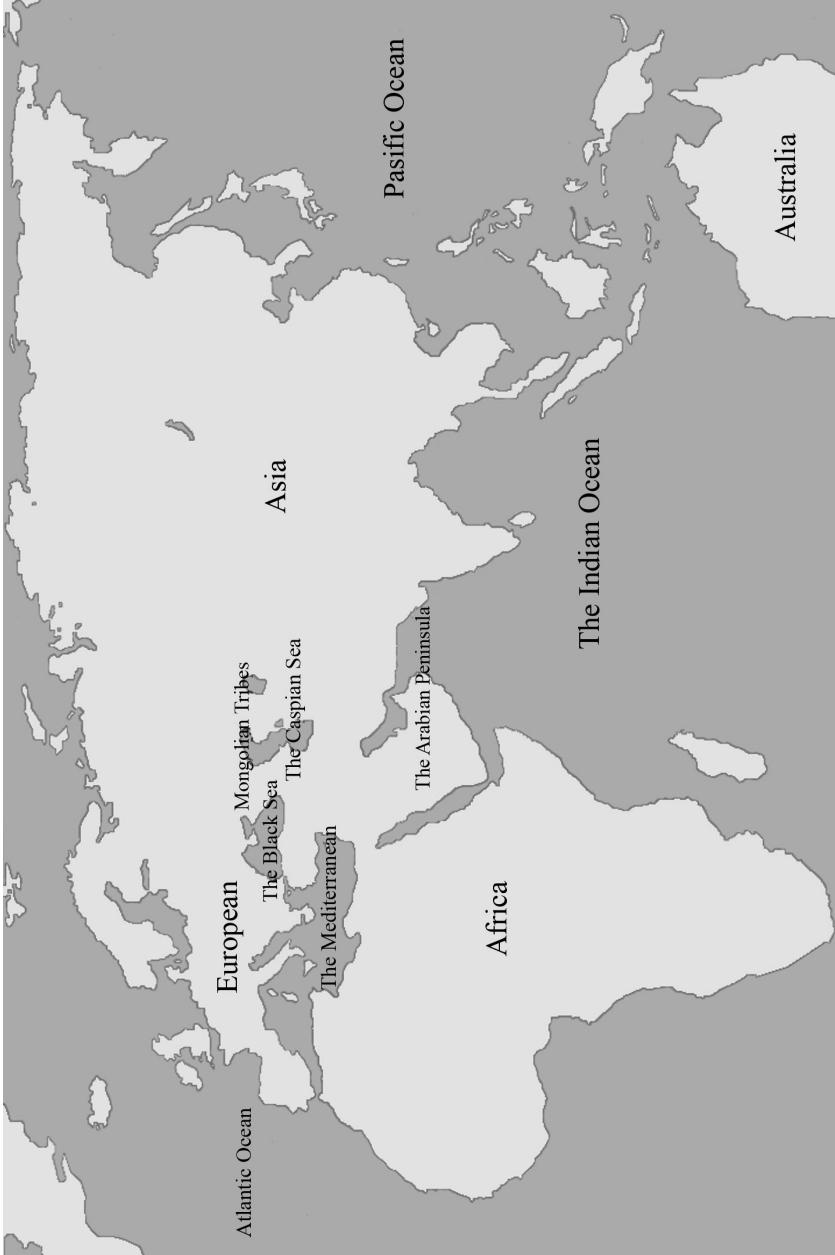 Mongolian Tribes
European
The Black Sea
Asia
The Caspian Sea
Atlantic Ocean
The Mediterranean
Pasific Ocean
The Arabian Peninsula
Africa
The Indian Ocean
Australia